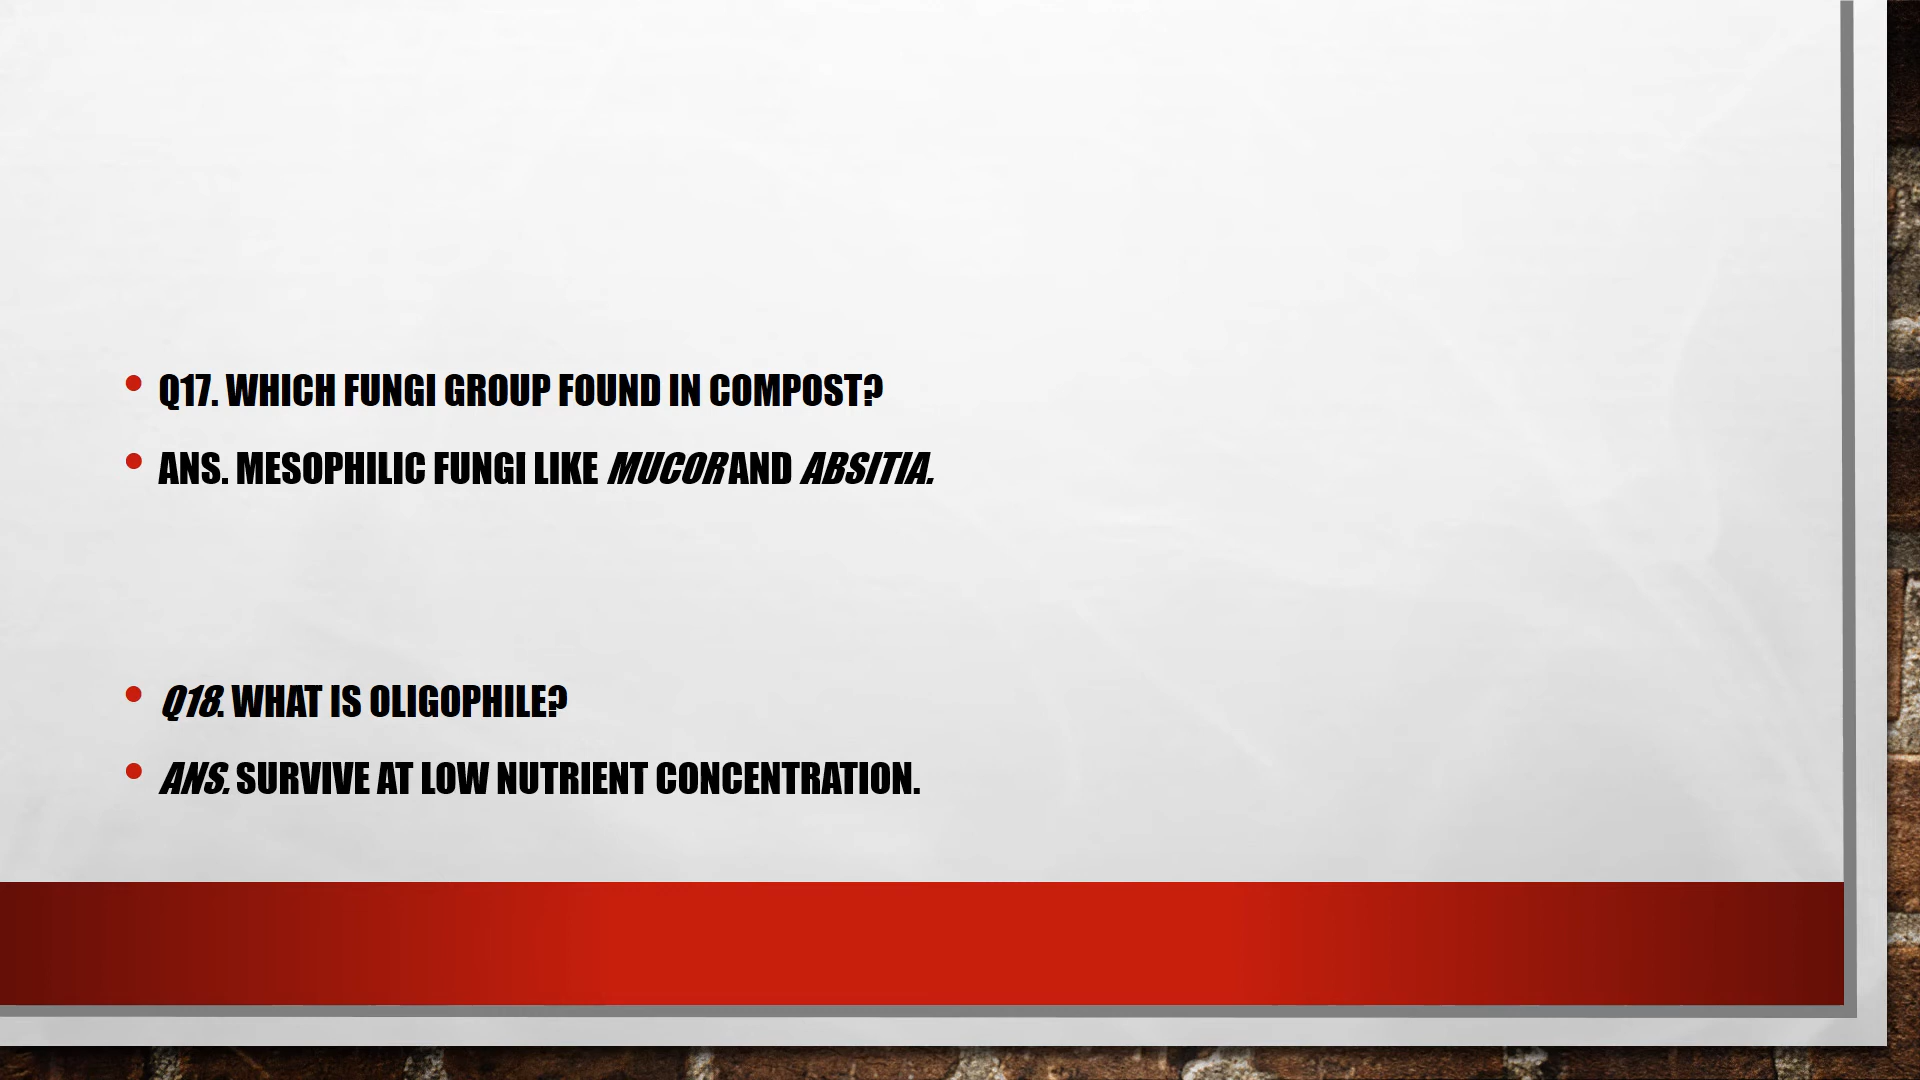 Q17. WHICH FUNGI GROUP FOUND IN COMPOST?
ANS. MESOPHILIC FUNGI LIKE MUCOR AND ABSITIA.
Q18. WHAT IS OLIGOPHILE?
ANS. SURVIVE AT LOW NUTRIENT CONCENTRATION.